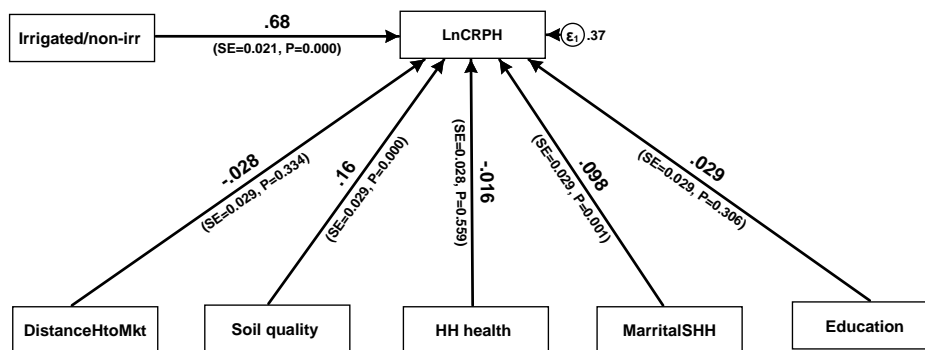 Irrigated/non-irr
.68
(SE=0.021, P=0.000)
LnCRPH
ε1
.37
-.028
(SE=0.029, P=0.334)
.16
(SE=0.029, P=0.000)
-.016
(SE=0.028, P=0.559)
.098
(SE=0.029, P=0.001)
.029
(SE=0.029, P=0.306)
DistanceHtoMkt
Soil quality
HH health
MarritalSHH
Education